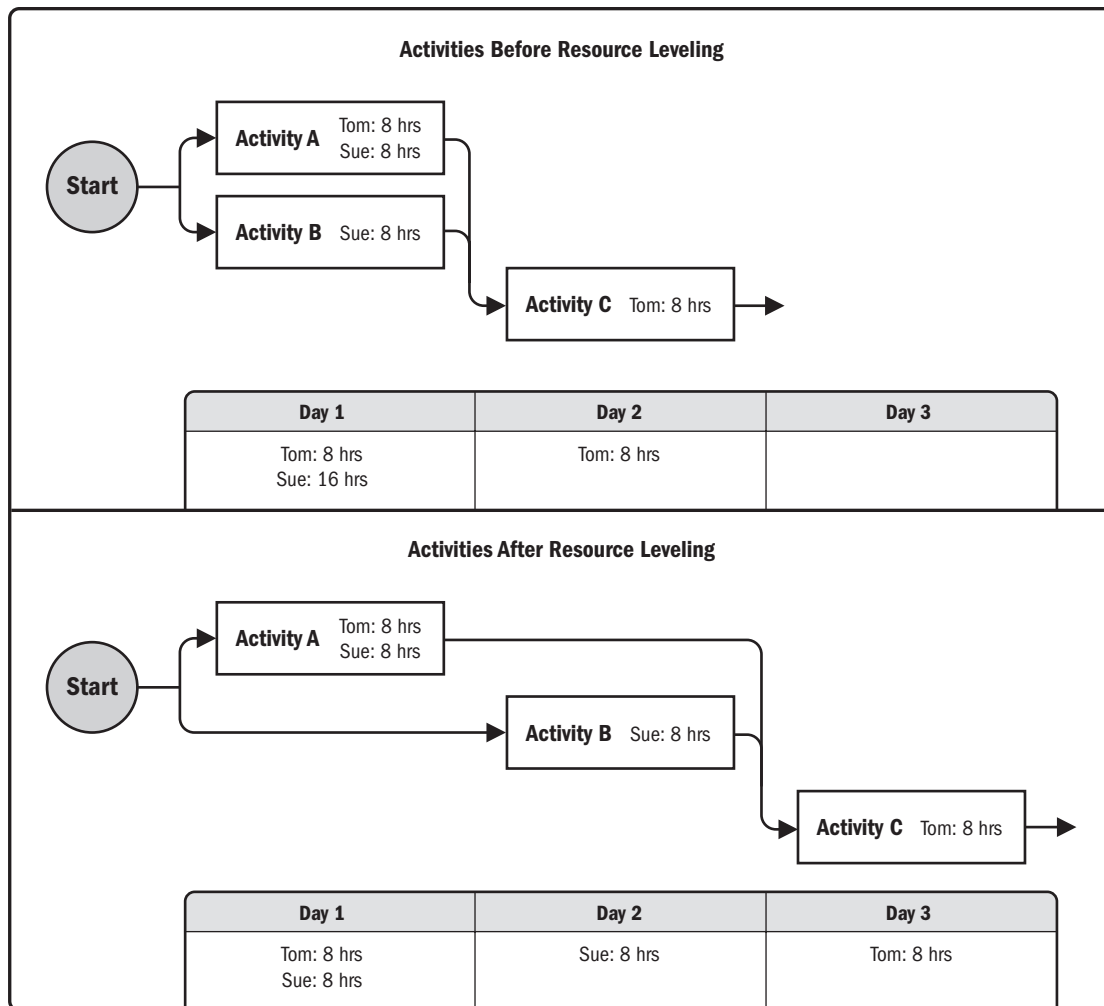 Activities Before Resource Leveling
Start
Activity A
Tom: 8 hrs
Sue: 8 hrs
Activity B Sue: 8 hrs
Activity C Tom: 8 hrs
Day 1 Day 2 Day 3
Tom: 8 hrs Tom: 8 hrs
Sue: 16 hrs
Activities After Resource Leveling
Start
Activity A
Tom: 8 hrs
Sue: 8 hrs
Activity B Sue: 8 hrs
Activity C Tom: 8 hrs
Day 1 Day 2 Day 3
Tom: 8 hrs Sue: 8 hrs Tom: 8 hrs
Sue: 8 hrs